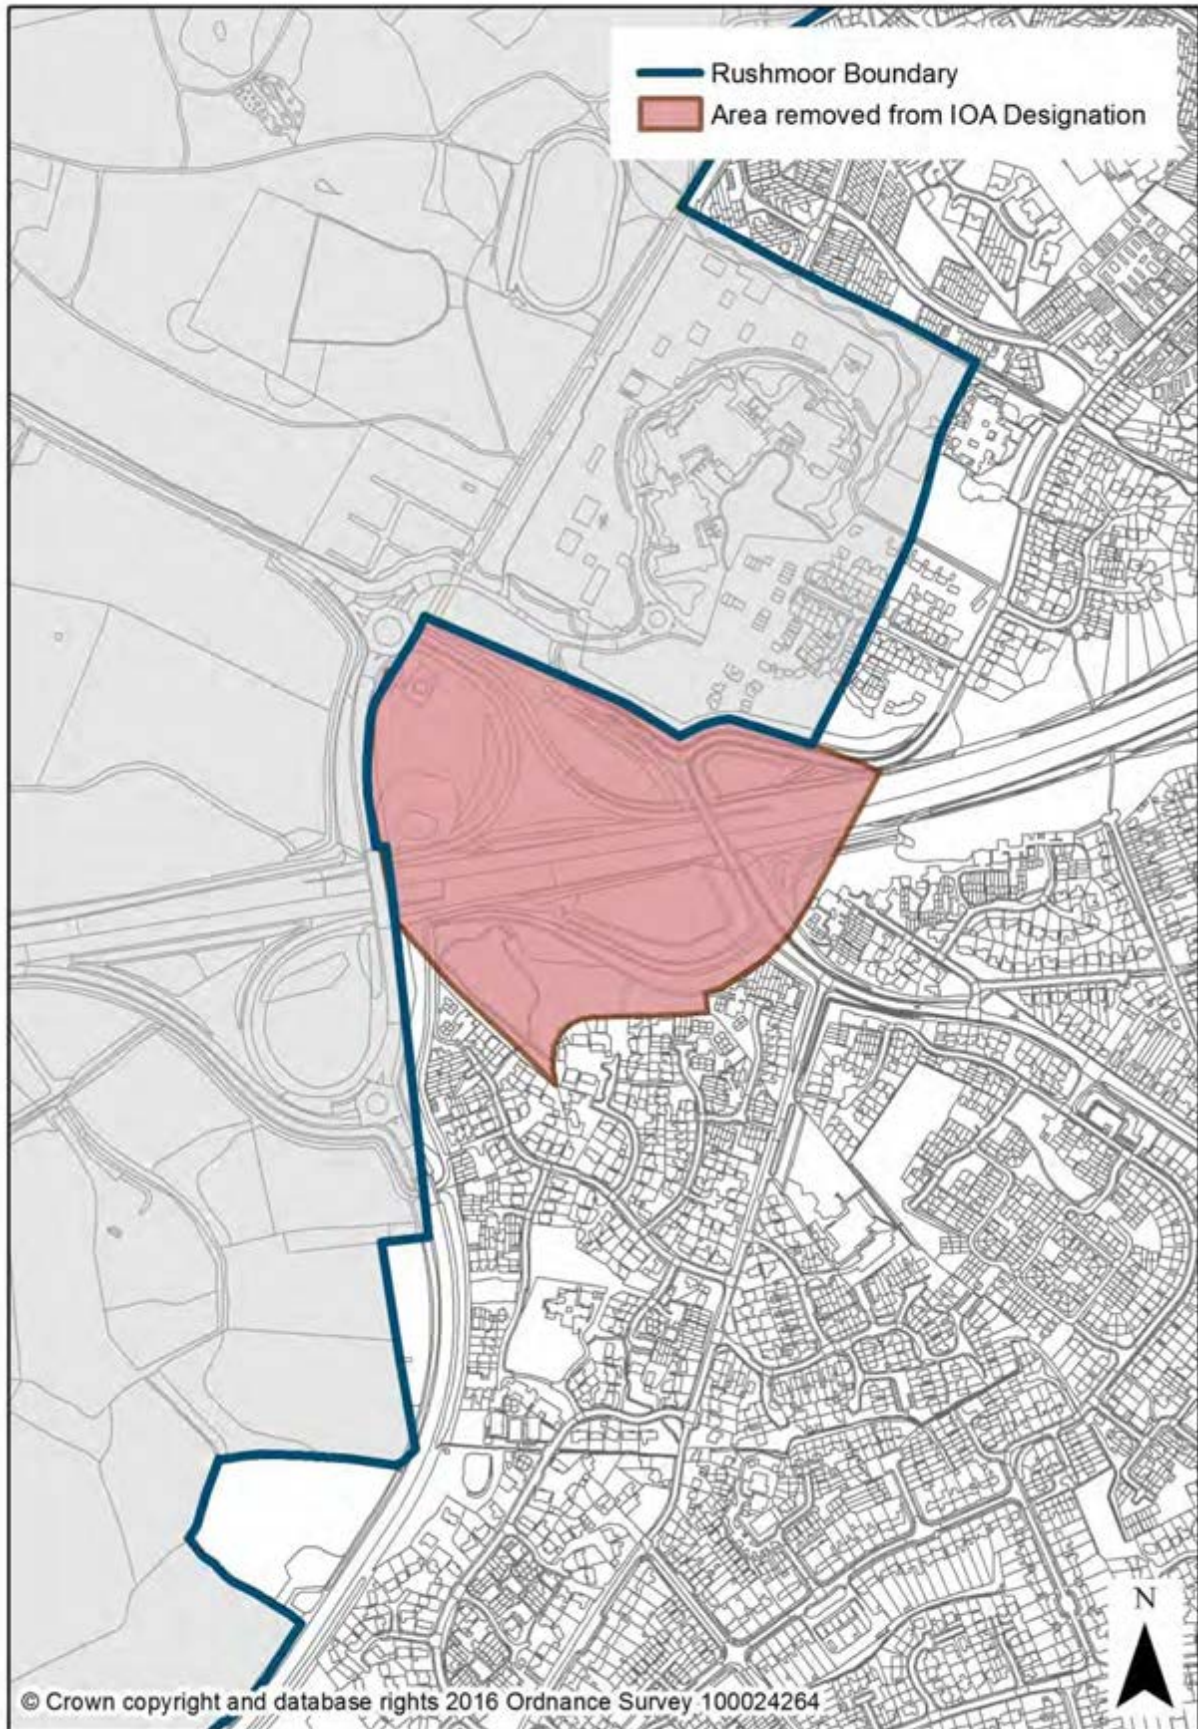 Rushmoor Boundary
Area removed from IOA Designation
N
© Crown copyright and database rights 2016 Ordnance Survey 100024264